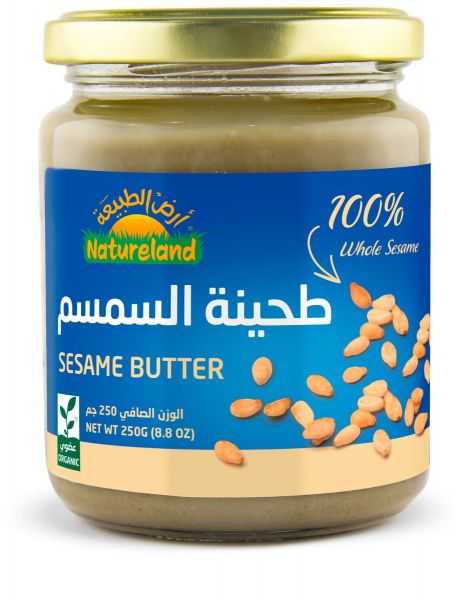 أرض الطبيعة
Natureland
100%
Whole Sesame
طحينة السمسم
SESAME BUTTER
الوزن الصافي 250 جم
NET WT 250G (8.8 OZ)
عضوي
ORGANIC